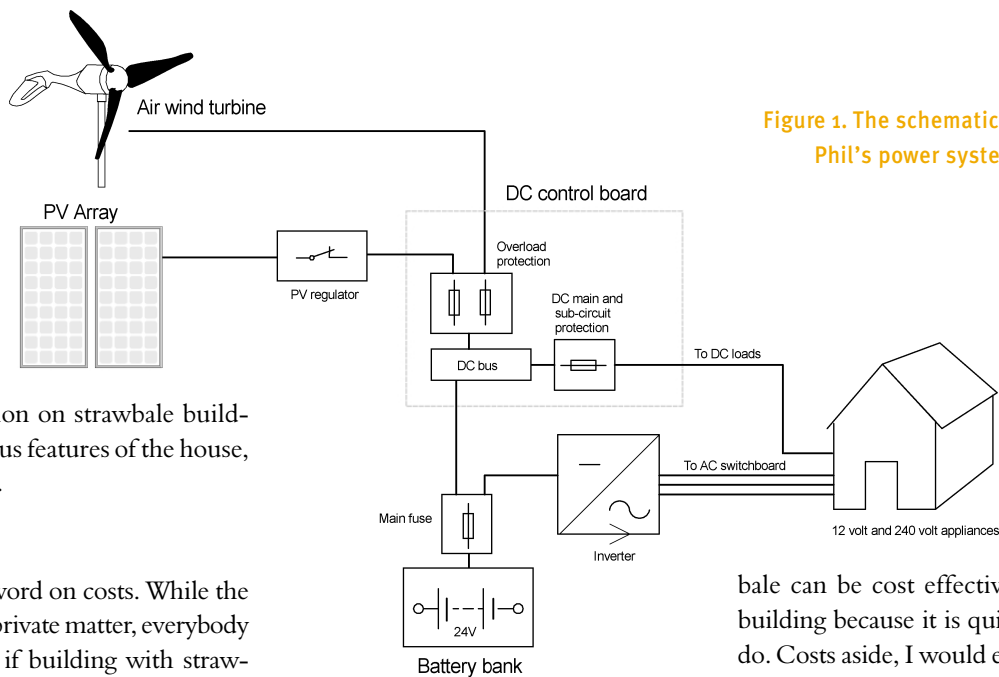 Air wind turbine
Figure 1. The schematic
Phil's power syste
DC control board
PV Array
Overload
protection
PV regulator
DC main and
sub-circuit
protection
DC bus
To DC loads
ion on strawbale build-
us features of the house,
.
To AC switchboard
Main fuse
Inverter
12 volt and 240 volt appliances
24V
Battery bank
word on costs. While the
private matter, everybody
if building with straw-
bale can be cost effectiv
building because it is qui
do. Costs aside, I would e